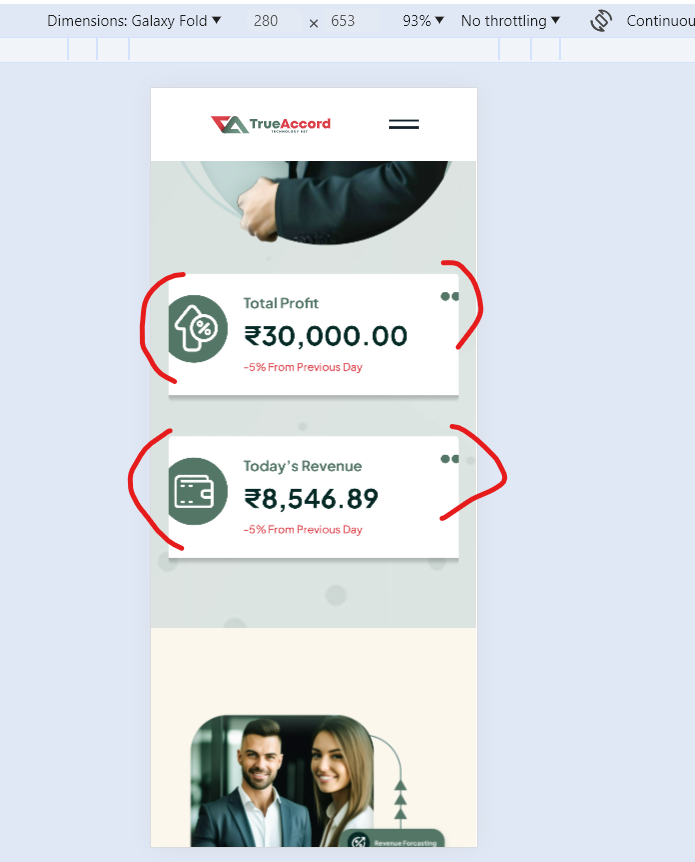 Dimensions: Galaxy Fold ▼ 280 × 653 93% ▼ No throttling ▼ Continuou
TrueAccord
TECHNOLOGY P&T
Total Profit
₹30,000.00
-5% From Previous Day
Today's Revenue
₹8,546.89
-5% From Previous Day
Revenue Forcasting